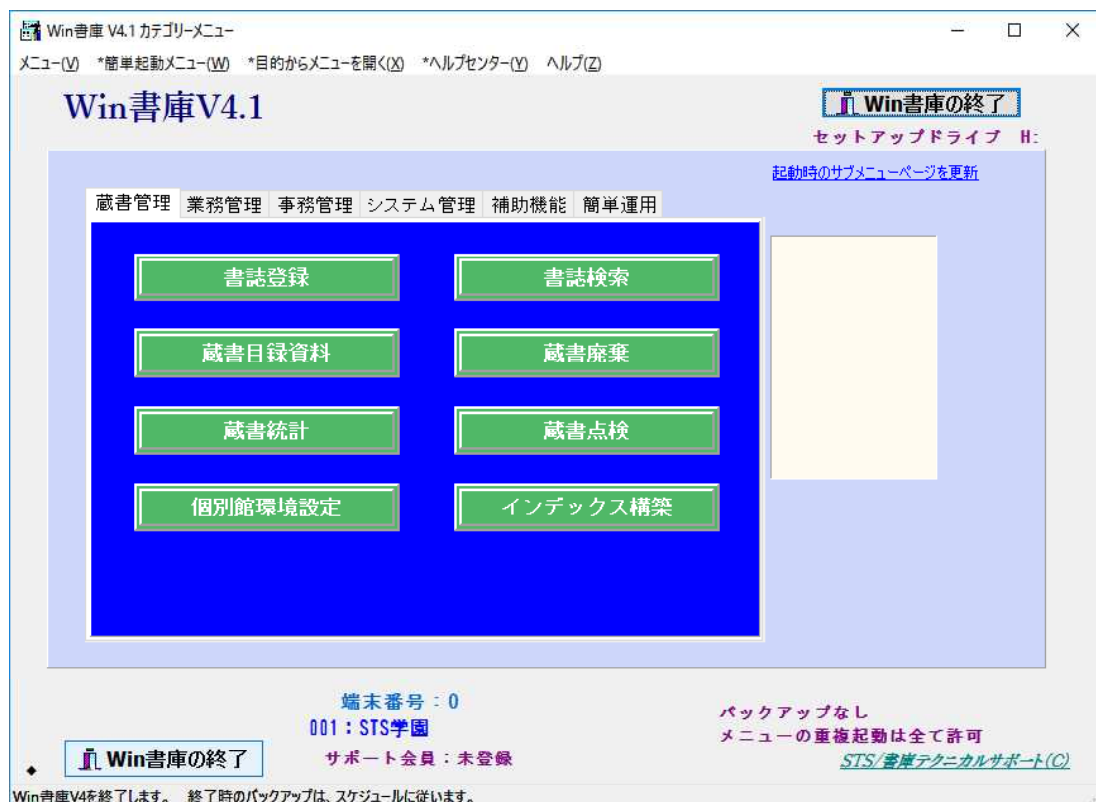 Win書庫 V4.1 カテゴリーメニュー
メニュー(V) *簡単起動メニュー(W) *目的からメニューを開く(X) *ヘルプセンター(Y) ヘルプ(Z)
Win書庫V4.1
Win書庫の終了
セットアップドライブ H:
起動時のサブメニューページを更新
蔵書管理 業務管理 事務管理 システム管理 補助機能 簡単運用
書誌登録 書誌検索
蔵書目録資料 蔵書廃棄
蔵書統計 蔵書点検
個別館環境設定 インデックス構築
端末番号:0
001:STS学園
サポート会員:未登録
バックアップなし
メニューの重複起動は全て許可
STS/書庫テクニカルサポート(C)
Win書庫の終了
Win書庫V4を終了します。 終了時のバックアップは、スケジュールに従います。